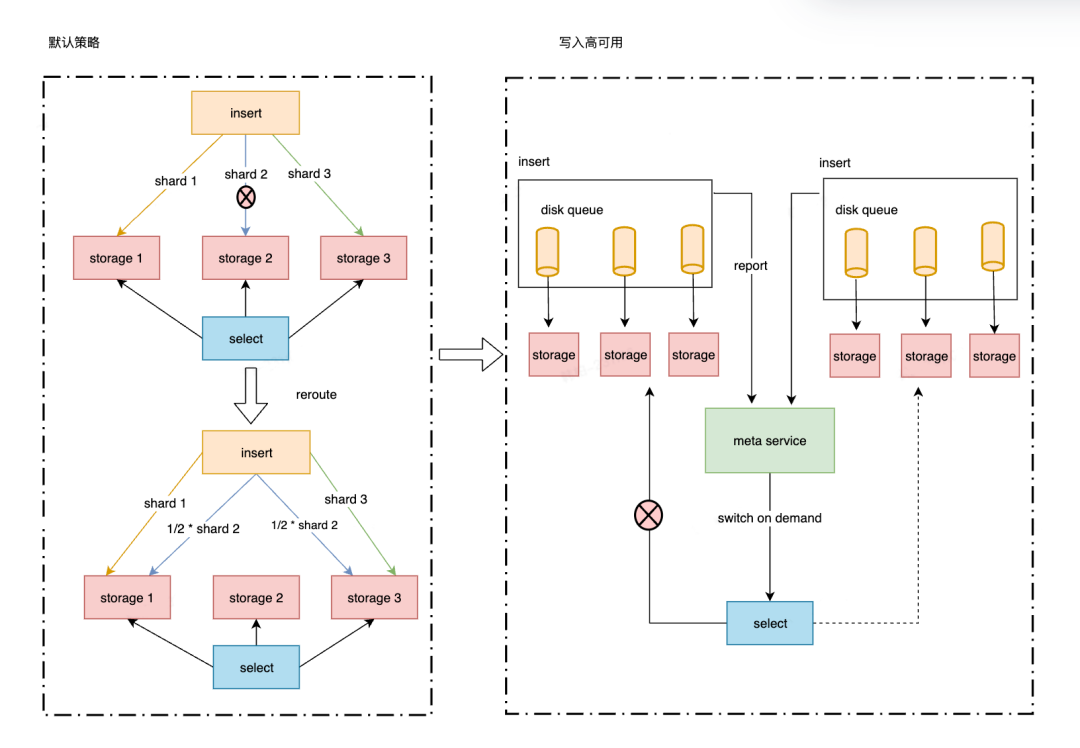 默认策略
insert
shard 1
shard 2
shard 3
storage 1
storage 2
storage 3
select
reroute
insert
shard 1
1/2 * shard 2
1/2 * shard 2
shard 3
storage 1
storage 2
storage 3
select
写入高可用
insert
disk queue
storage
storage
storage
report
insert
disk queue
storage
storage
storage
meta service
switch on demand
select